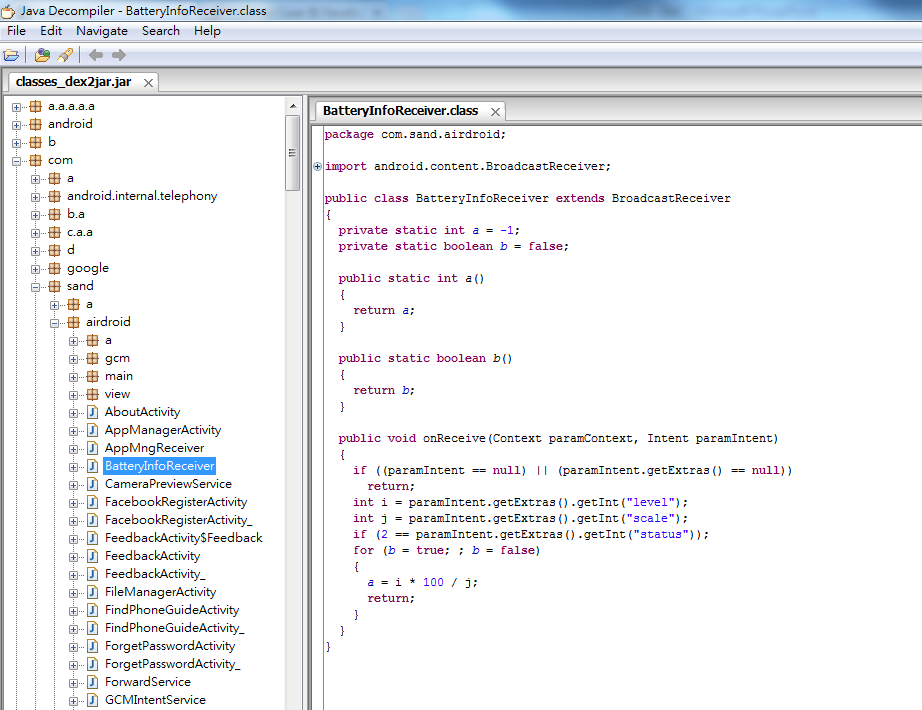 Java Decompiler - BatteryInfoReceiver.class
File Edit Navigate Search Help
classes_dex2jar.jar
a.a.a.a.a
android
b
com
a
android.internal.telephony
b.a
c.a.a
d
google
sand
a
airdroid
a
gcm
main
view
AboutActivity
AppManagerActivity
AppMngReceiver
BatteryInfoReceiver
CameraPreviewService
FacebookRegisterActivity
FacebookRegisterActivity_
FeedbackActivity$Feedback
FeedbackActivity
FeedbackActivity_
FileManagerActivity
FindPhoneGuideActivity
FindPhoneGuideActivity_
ForgetPasswordActivity
ForgetPasswordActivity_
ForwardService
GCMIntentService
BatteryInfoReceiver.class
package com.sand.airdroid;
import android.content.BroadcastReceiver;
public class BatteryInfoReceiver extends BroadcastReceiver
{
private static int a = -1;
private static boolean b = false;
public static int a()
{
return a;
}
public static boolean b()
{
return b;
}
public void onReceive(Context paramContext, Intent paramIntent)
{
if ((paramIntent == null) || (paramIntent.getExtras() == null))
return;
int i = paramIntent.getExtras().getInt("level");
int j = paramIntent.getExtras().getInt("scale");
if (2 == paramIntent.getExtras().getInt("status"));
for (b = true; ; b = false)
{
a = i * 100 / j;
return;
}
}
}